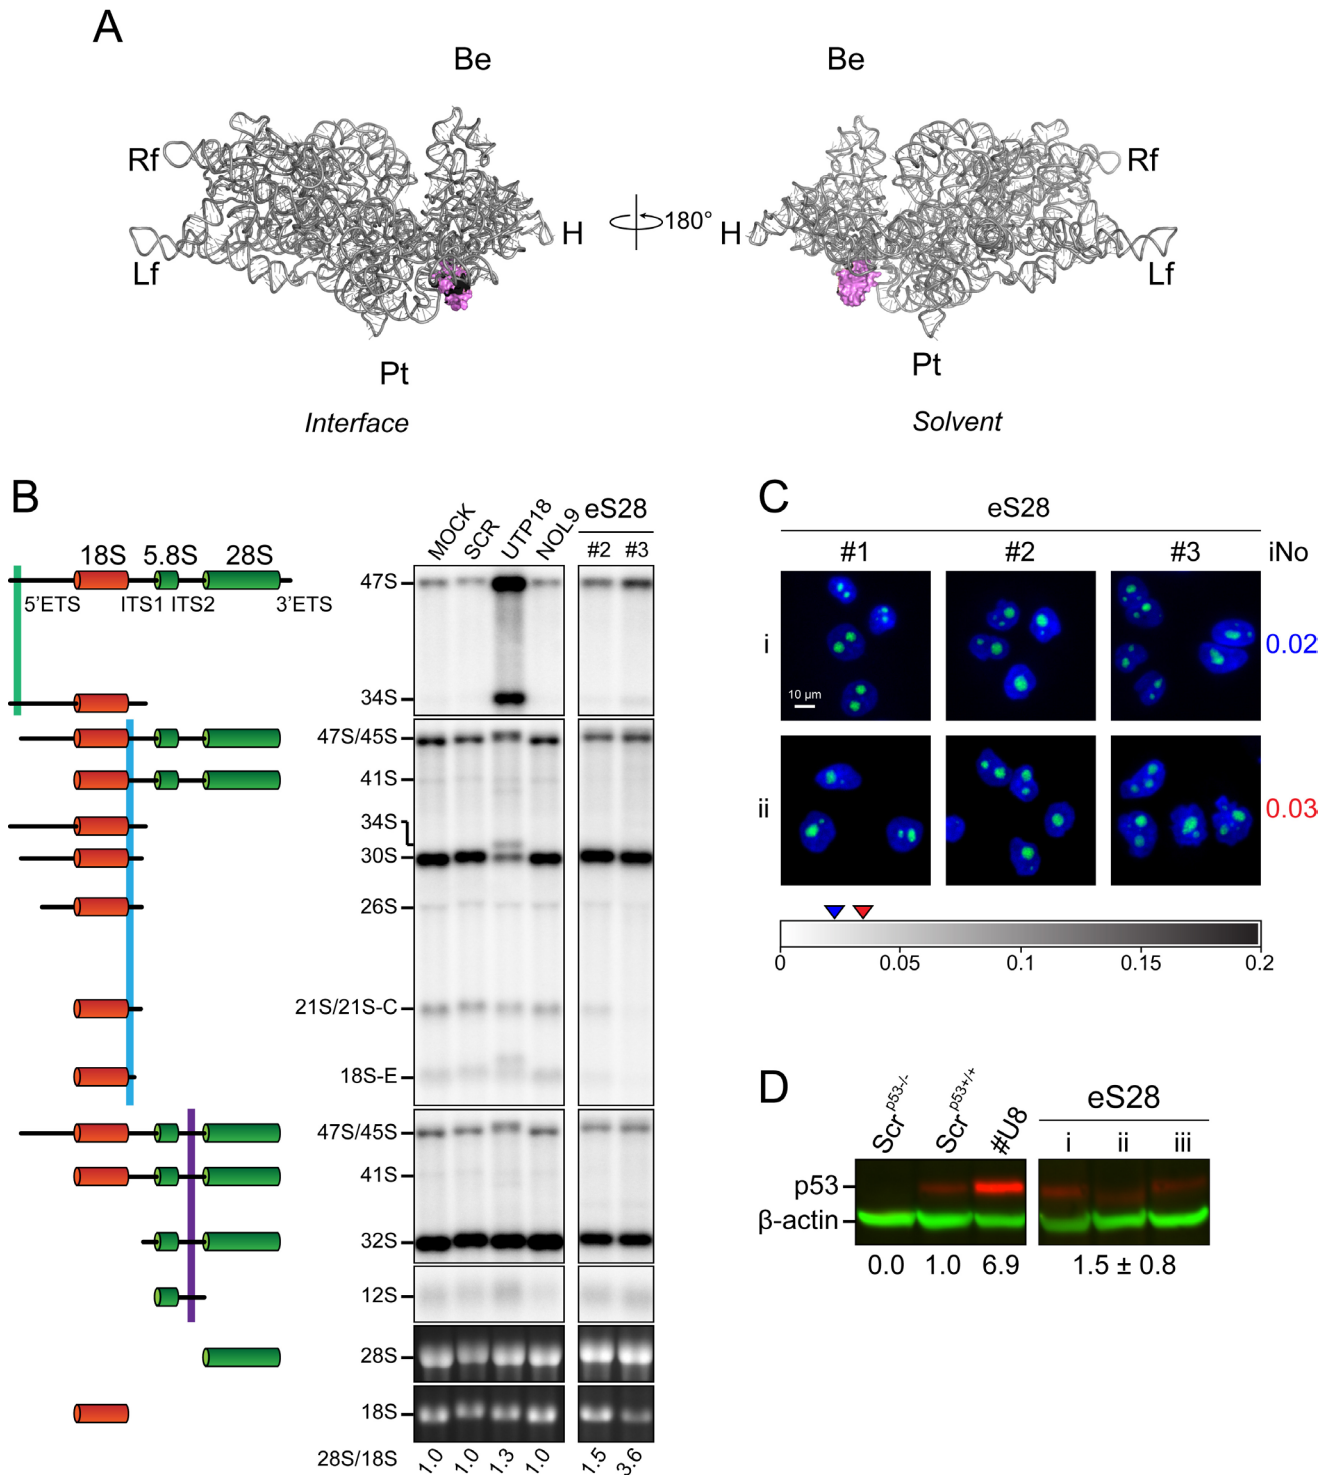 A
Be Be
Rf Rf
H 180° H
Lf Lf
Pt Pt
Interface Solvent
B
18S 5.8S 28S
5'ETS ITS1 ITS2 3'ETS
MOCK SCR UTP18 NOL9 eS28
#2 #3
47S
34S
47S/45S
41S
34S
30S
26S
21S/21S-C
18S-E
47S/45S
41S
32S
12S
28S
18S
28S/18S 1.0 1.0 1.3 1.0 1.5 3.6
C
eS28
#1 #2 #3 iNo
i 0.02
10 µm
ii 0.03
0 0.05 0.1 0.15 0.2
D
Scr p53-/- Scr p53+/+ #U8 eS28
i ii iii
p53
β-actin
0.0 1.0 6.9 1.5 ± 0.8